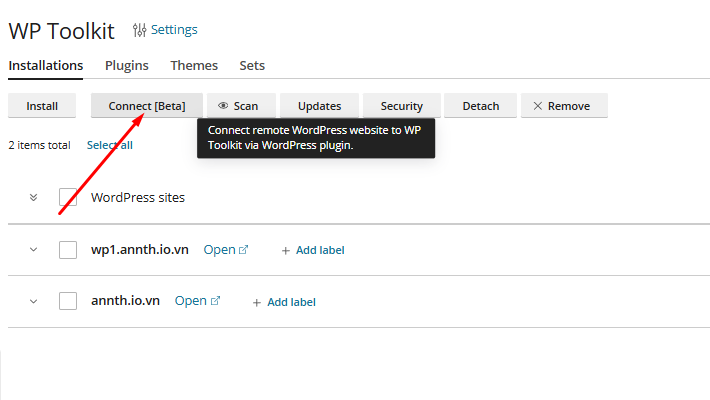 WP Toolkit Settings
Installations Plugins Themes Sets
Install Connect [Beta] Scan Updates Security Detach Remove
Connect remote WordPress website to WP
Toolkit via WordPress plugin.
2 items total Select all
WordPress sites
wp1.annth.io.vn Open + Add label
annth.io.vn Open + Add label